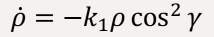 ρ̇ = −k₁ρ cos² γ